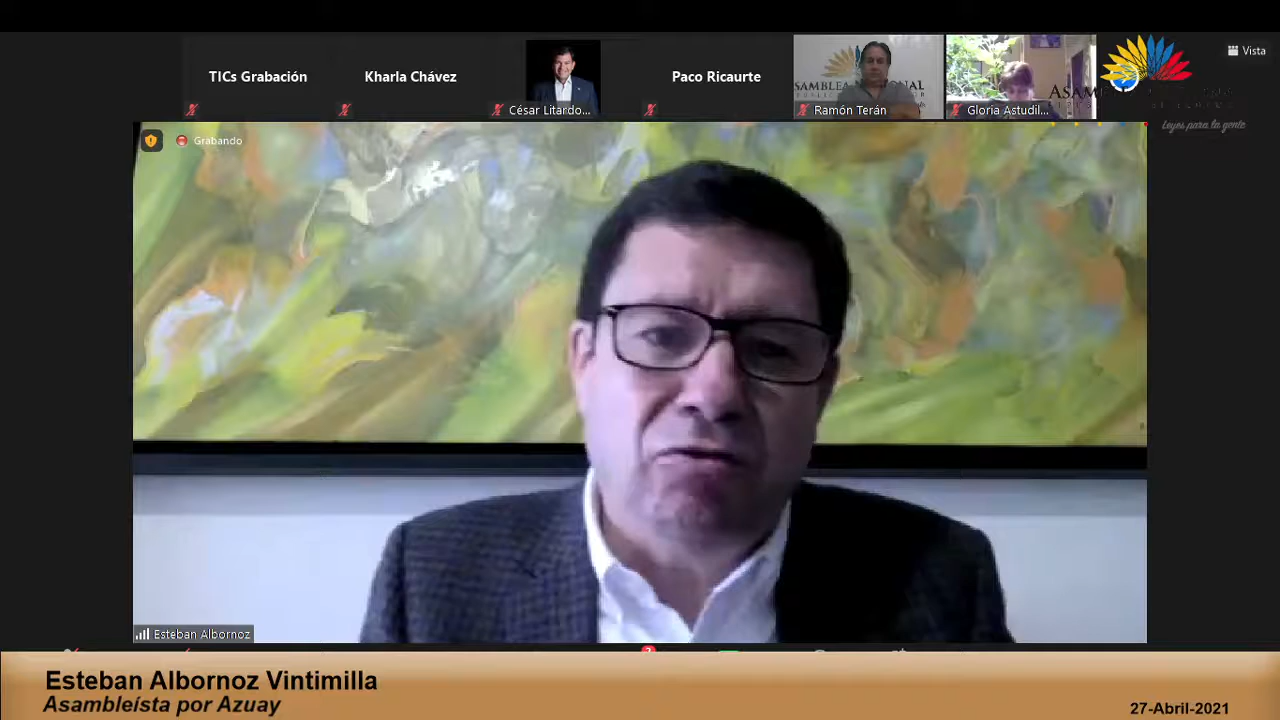 TICs Grabación
Kharla Chávez
César Litardo...
Paco Ricaurte
Ramón Terán
Gloria Astudil...
Vista
Leyes para la gente
Grabando
Esteban Albornoz
Esteban Albornoz Vintimilla
Asambleísta por Azuay
27-Abril-2021